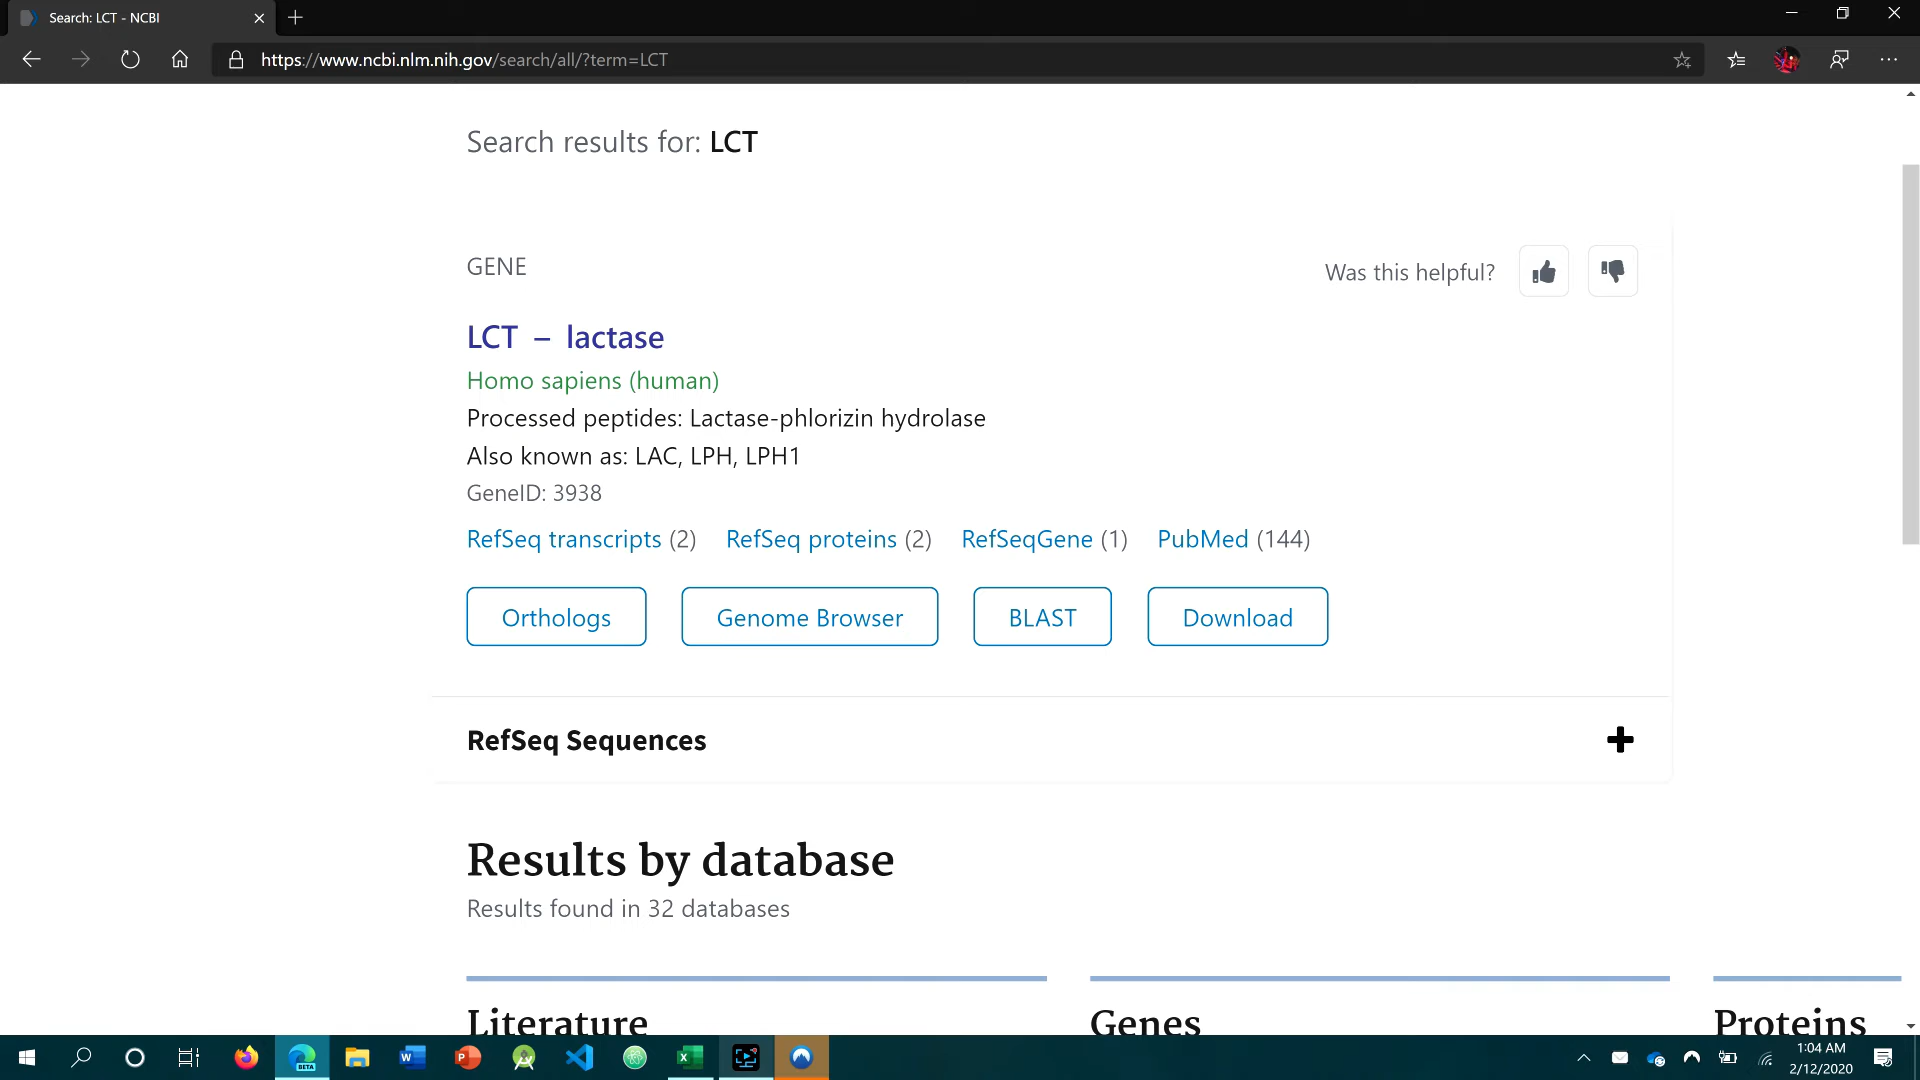 Search: LCT - NCBI
https://www.ncbi.nlm.nih.gov/search/all/?term=LCT
Search results for: LCT
GENE
Was this helpful?
LCT – lactase
Homo sapiens (human)
Processed peptides: Lactase-phlorizin hydrolase
Also known as: LAC, LPH, LPH1
GeneID: 3938
RefSeq transcripts (2) RefSeq proteins (2) RefSeqGene (1) PubMed (144)
Orthologs Genome Browser BLAST Download
RefSeq Sequences
Results by database
Results found in 32 databases
Literature Genes Proteins
BETA
1:04 AM
2/12/2020